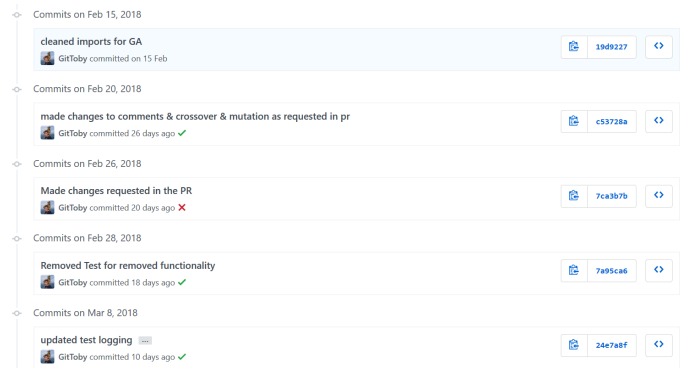 Commits on Feb 15, 2018
cleaned imports for GA
19d9227
GitToby committed on 15 Feb
Commits on Feb 20, 2018
made changes to comments & crossover & mutation as requested in pr
c53728a
GitToby committed 26 days ago
Commits on Feb 26, 2018
Made changes requested in the PR
7ca3b7b
GitToby committed 20 days ago
Commits on Feb 28, 2018
Removed Test for removed functionality
7a95ca6
GitToby committed 18 days ago
Commits on Mar 8, 2018
updated test logging ...
24e7a8f
GitToby committed 10 days ago